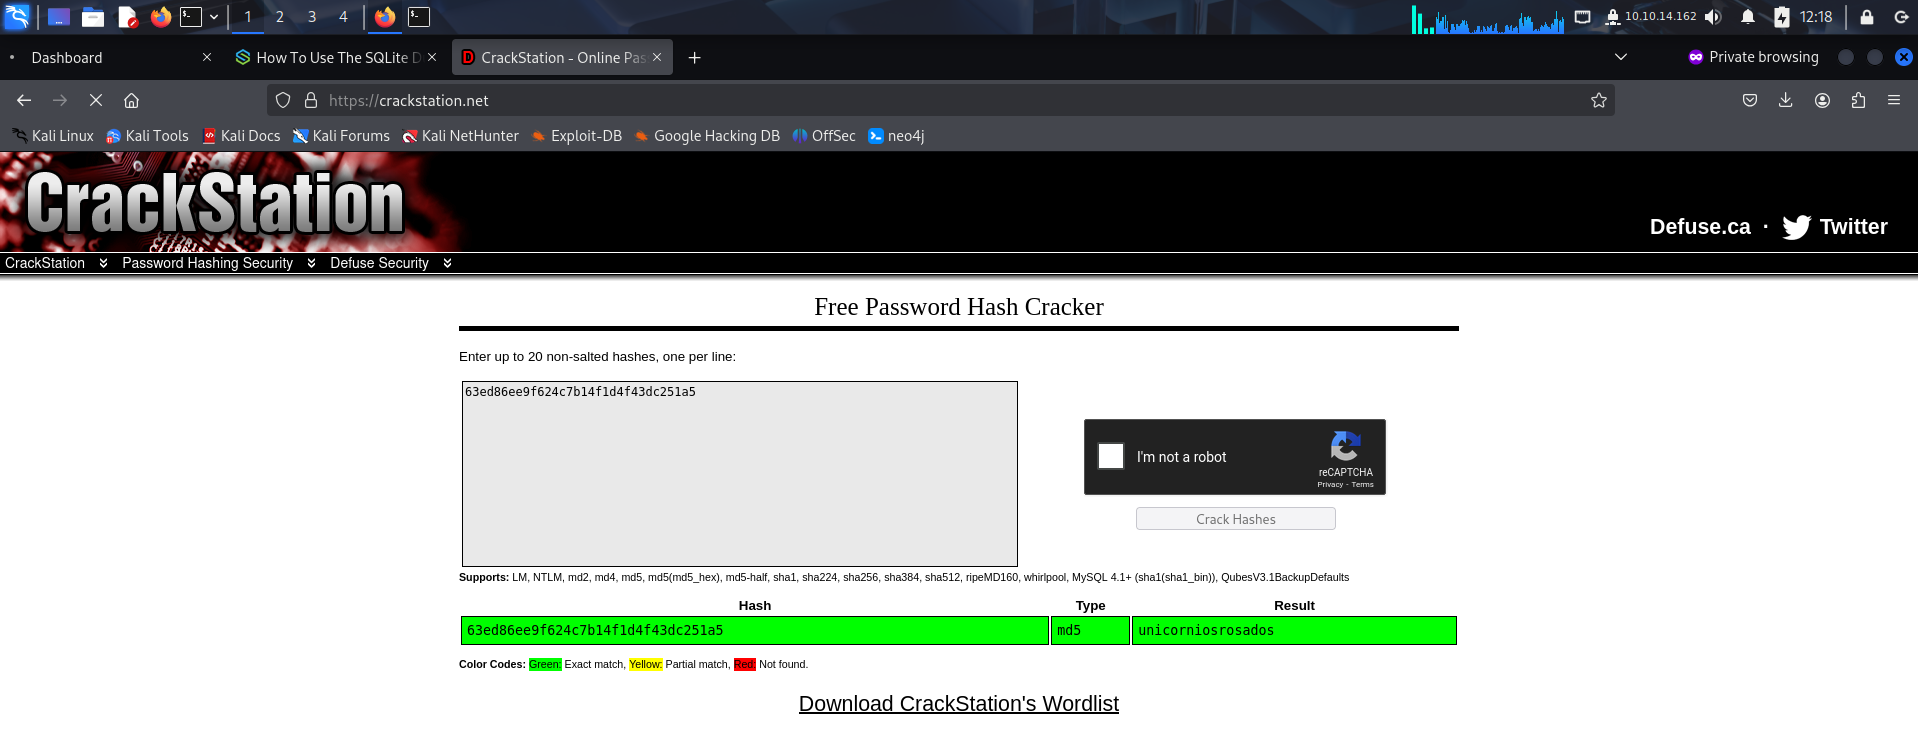 1 2 3 4 10.10.14.162 12:18
Dashboard How To Use The SQLite D CrackStation - Online Pas Private browsing
https://crackstation.net
Kali Linux Kali Tools Kali Docs Kali Forums Kali NetHunter Exploit-DB Google Hacking DB OffSec neo4j
CrackStation
Defuse.ca · Twitter
CrackStation Password Hashing Security Defuse Security
Free Password Hash Cracker
Enter up to 20 non-salted hashes, one per line:
63ed86ee9f624c7b14f1d4f43dc251a5
I'm not a robot
reCAPTCHA
Privacy - Terms
Crack Hashes
Supports: LM, NTLM, md2, md4, md5, md5(md5_hex), md5-half, sha1, sha224, sha256, sha384, sha512, ripeMD160, whirlpool, MySQL 4.1+ (sha1(sha1_bin)), QubesV3.1BackupDefaults
Hash Type Result
63ed86ee9f624c7b14f1d4f43dc251a5 md5 unicorniosrosados
Color Codes: Green: Exact match, Yellow: Partial match, Red: Not found.
Download CrackStation's Wordlist